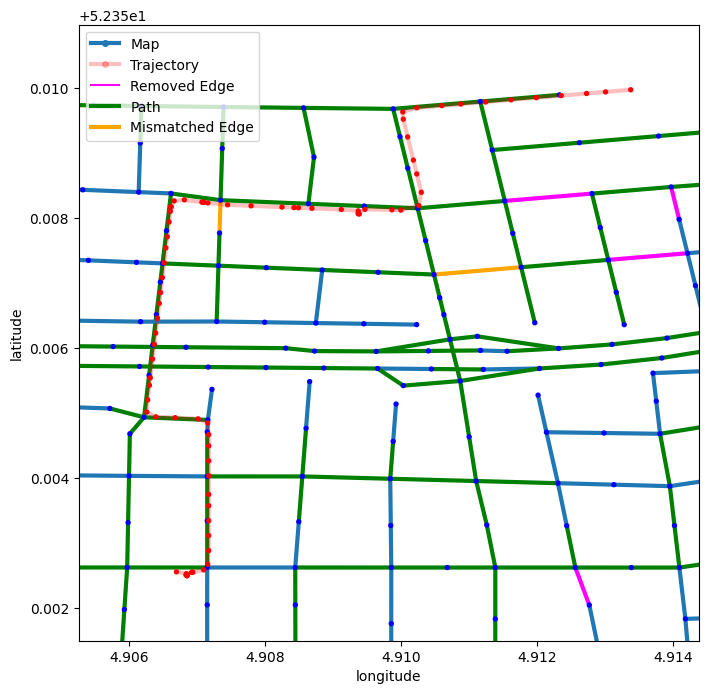 +5.235e1
Map
Trajectory
Removed Edge
Path
Mismatched Edge
0.010
0.008
0.006
0.004
0.002
latitude
4.906 4.908 4.910 4.912 4.914
longitude